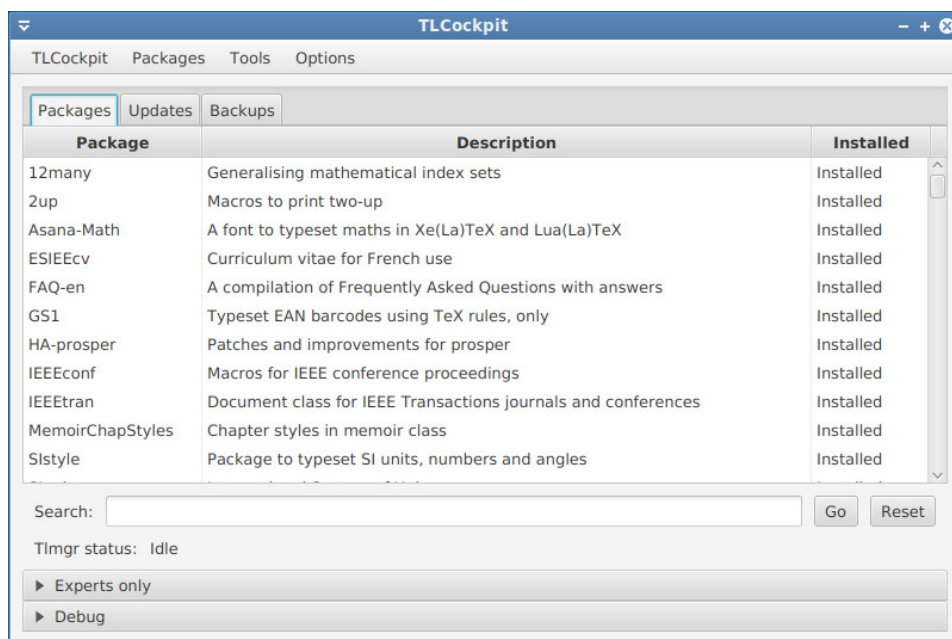 TLCockpit
TLCockpit Packages Tools Options
Packages Updates Backups
Package Description Installed
12many Generalising mathematical index sets Installed
2up Macros to print two-up Installed
Asana-Math A font to typeset maths in Xe(La)TeX and Lua(La)TeX Installed
ESIEEcv Curriculum vitae for French use Installed
FAQ-en A compilation of Frequently Asked Questions with answers Installed
GS1 Typeset EAN barcodes using TeX rules, only Installed
HA-prosper Patches and improvements for prosper Installed
IEEEconf Macros for IEEE conference proceedings Installed
IEEEtran Document class for IEEE Transactions journals and conferences Installed
MemoirChapStyles Chapter styles in memoir class Installed
SIstyle Package to typeset SI units, numbers and angles Installed
Search: Go Reset
Tlmgr status: Idle
Experts only
Debug